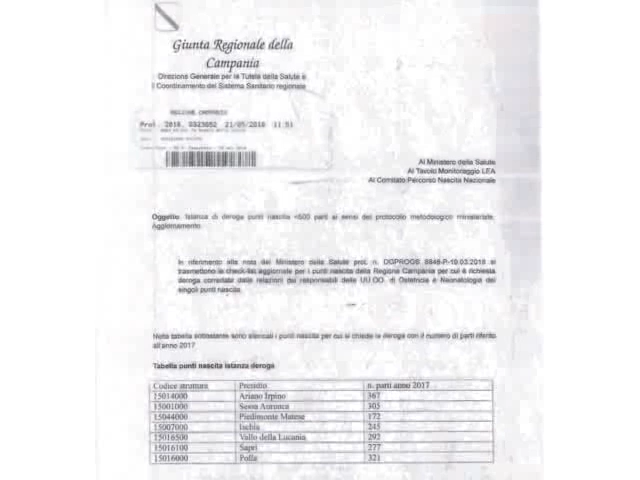 Giunta Regionale della
Campania
Direzione Generale per la Tutela della Salute e
Coordinamento del Sistema Sanitario regionale
REGIONE CAMPANIA
Prot. 2018. 0323652 21/05/2018 11:51
Al Ministero della Salute
Al Tavolo Monitoraggio LEA
Al Comitato Percorso Nascita Nazionale
Oggetto: Istanza di deroga punti nascita <500 parti ai sensi del protocollo metodologico ministeriale.
Aggiornamento.
In riferimento alla nota del Ministero della Salute prot. n. DGPROGS 8848-P-19.03.2018 si
trasmettono le check-list aggiornate per i punti nascita della Regione Campania per cui è richiesta
deroga corredate dalle relazioni dei responsabili delle UU.OO. di Ostetricia e Neonatologia dei
singoli punti nascita.
Nella tabella sottostante sono elencati i punti nascita per cui si chiede la deroga con il numero di parti riferito
all'anno 2017
Tabella punti nascita istanza deroga
Codice struttura Presidio n. parti anno 2017
15014000 Ariano Irpino 367
15001000 Sessa Aurunca 305
15044000 Piedimonte Matese 172
15007000 Ischia 245
15016500 Vallo della Lucania 292
15016100 Sapri 277
15016000 Polla 321